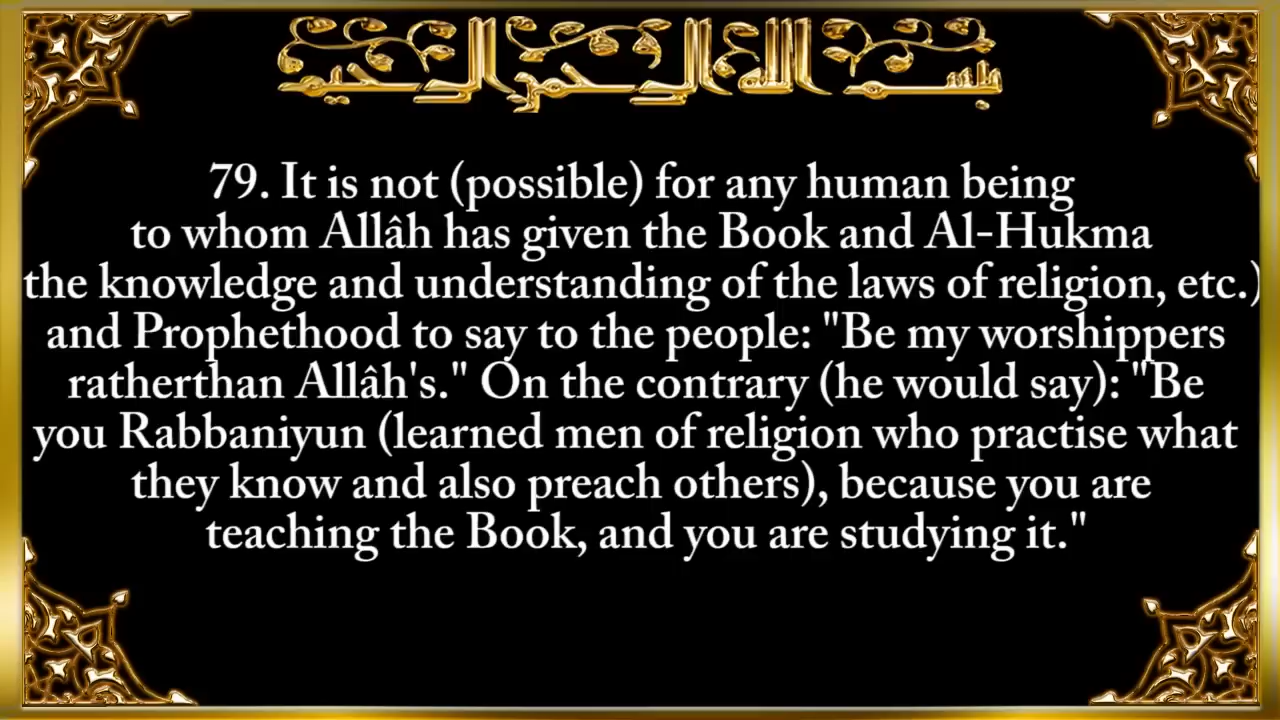 بسم الله الرحمن الرحيم
79. It is not (possible) for any human being
to whom Allâh has given the Book and Al-Hukma
the knowledge and understanding of the laws of religion, etc.)
and Prophethood to say to the people: "Be my worshippers
ratherthan Allâh's." On the contrary (he would say): "Be
you Rabbaniyun (learned men of religion who practise what
they know and also preach others), because you are
teaching the Book, and you are studying it."